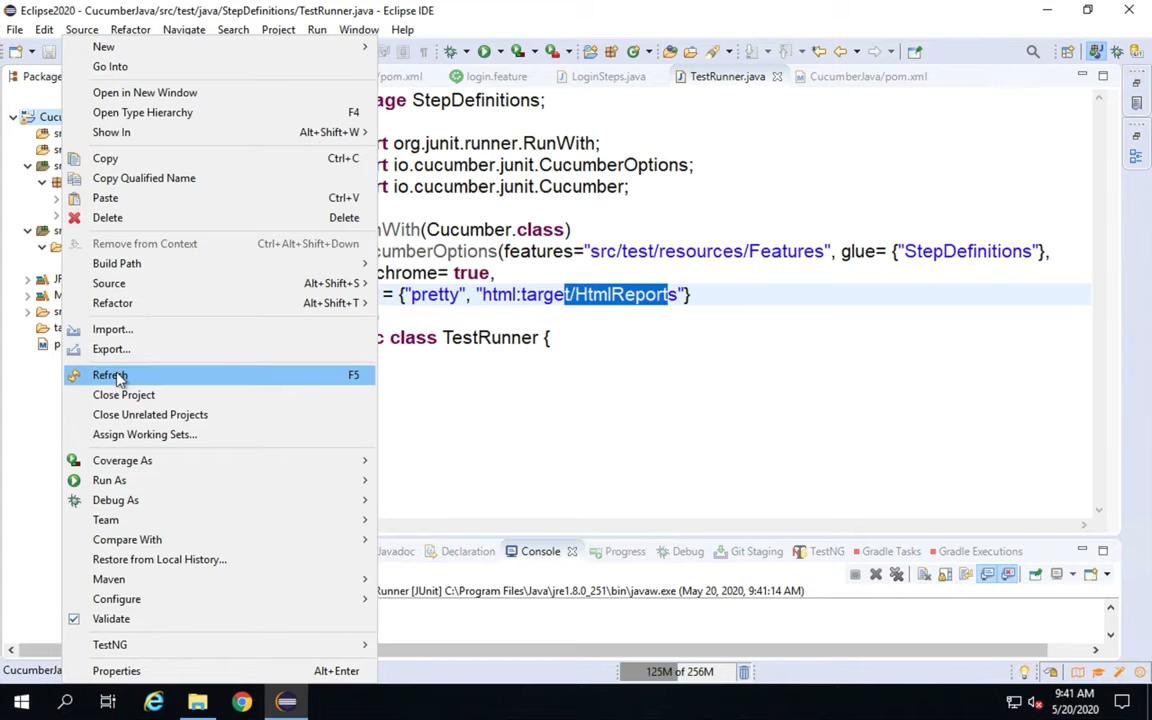 Eclipse2020 - CucumberJava/src/test/java/StepDefinitions/TestRunner.java - Eclipse IDE
File Edit Source Refactor Navigate Search Project Run Window Help
Package
/pom.xml login.feature LoginSteps.java TestRunner.java CucumberJava/pom.xml
New
Go Into
Open in New Window
Open Type Hierarchy F4
Show In Alt+Shift+W
Copy Ctrl+C
Copy Qualified Name
Paste Ctrl+V
Delete Delete
Remove from Context Ctrl+Alt+Shift+Down
Build Path
Source Alt+Shift+S
Refactor Alt+Shift+T
Import...
Export...
Refresh F5
Close Project
Close Unrelated Projects
Assign Working Sets...
Coverage As
Run As
Debug As
Team
Compare With
Restore from Local History...
Maven
Configure
Validate
TestNG
Properties Alt+Enter
age StepDefinitions;
rt org.junit.runner.RunWith;
rt io.cucumber.junit.CucumberOptions;
rt io.cucumber.junit.Cucumber;
nWith(Cucumber.class)
cumberOptions(features="src/test/resources/Features", glue= {"StepDefinitions"},
chrome= true,
= {"pretty", "html:target/HtmlReports"}
c class TestRunner {
Javadoc Declaration Console Progress Debug Git Staging TestNG Gradle Tasks Gradle Executions
Runner [JUnit] C:\Program Files\Java\jre1.8.0_251\bin\javaw.exe (May 20, 2020, 9:41:14 AM)
CucumberJa
125M of 256M
9:41 AM
5/20/2020